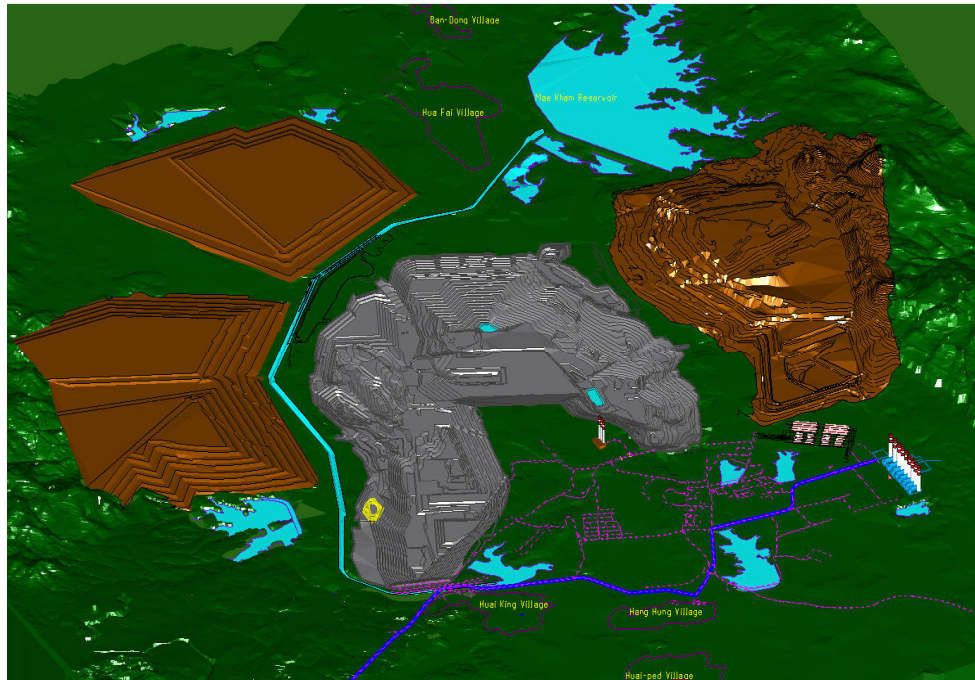 Ban-Dong Village
Mae Kham Reservoir
Hua Fai Village
Huai King Village
Hang Hung Village
Huai-ped Village